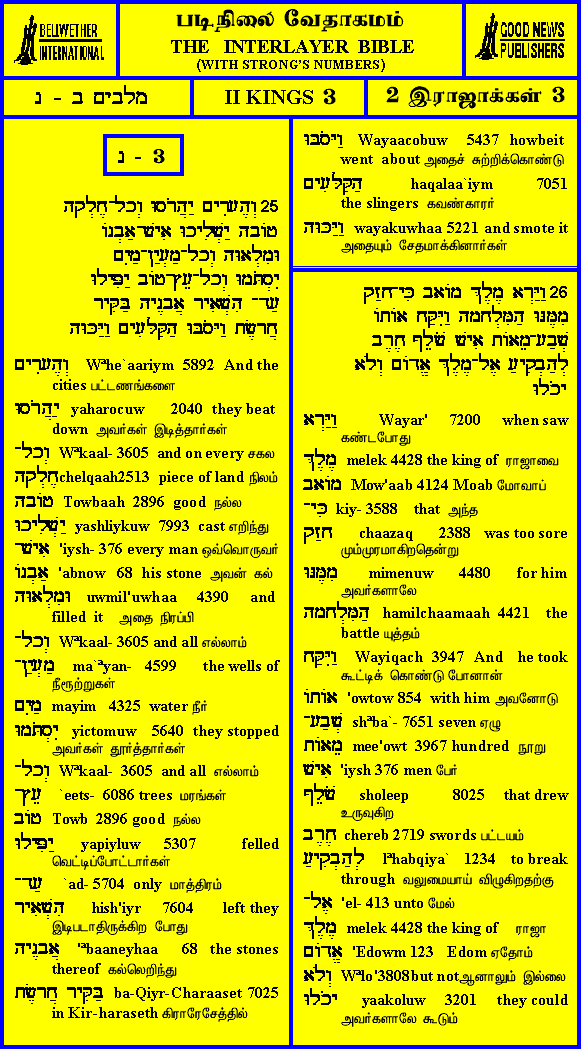 BELLWETHER
INTERNATIONAL
படிநிலை வேதாகமம்
THE INTERLAYER BIBLE
(WITH STRONG'S NUMBERS)
GOOD NEWS
PUBLISHERS
מלבים ב - נ
II KINGS 3
2 இராஜாக்கள் 3
נ - 3
25 וְהֶעָרִים יַהֲרֹסוּ וְכָל־חֶלְקָה
טוֹבָה יַשְׁלִיכוּ אִישׁ־אַבְנוֹ
וּמִלְאוּהָ וְכָל־מַעְיַן־מַיִם
יִסְתֹּמוּ וְכָל־עֵץ־טוֹב יַפִּילוּ
עַד־ הִשְׁאִיר אֲבָנֶיהָ בַּקִּיר
חֲרָשֶׂת וַיָּסֹבּוּ הַקַּלָּעִים וַיַּכּוּהָ
וְהֶעָרִים Wªhe`aariym 5892 And the
cities பட்டணங்களை
יַהֲרֹסוּ yaharocuw 2040 they beat
down அவர்கள் இடித்தார்கள்
וְכָל־ Wªkaal- 3605 and on every சகல
חֶלְקָה chelqaah2513 piece of land நிலம்
טוֹבָה Towbaah 2896 good நல்ல
יַשְׁלִיכוּ yashliykuw 7993 cast எறிந்து
אִישׁ־ 'iysh- 376 every man ஒவ்வொருவர்
אַבְנוֹ 'abnow 68 his stone அவன் கல்
וּמִלְאוּהָ uwmil'uwhaa 4390 and
filled it அதை நிரப்பி
וְכָל־ Wªkaal- 3605 and all எல்லாம்
מַעְיַן־ ma`ªyan- 4599 the wells of
நீரூற்றுகள்
מַיִם mayim 4325 water நீர்
יִסְתֹּמוּ yictomuw 5640 they stopped
அவர்கள் தூர்த்தார்கள்
וְכָל־ Wªkaal- 3605 and all எல்லாம்
עֵץ־ `eets- 6086 trees மரங்கள்
טוֹב Towb 2896 good நல்ல
יַפִּילוּ yapiyluw 5307 felled
வெட்டிப்போட்டார்கள்
עַד־ `ad- 5704 only மாத்திரம்
הִשְׁאִיר hish'iyr 7604 left they
இடிபடாதிருக்கிற போது
אֲבָנֶיהָ 'ªbaaneyhaa 68 the stones
thereof கல்லெறிந்து
בַּקִּיר חֲרָשֶׂת ba-Qiyr-Charaaset 7025
in Kir-haraseth கிராரேசேத்தில்
וַיָּסֹבּוּ Wayaacobuw 5437 howbeit
went about அதைச் சுற்றிக்கொண்டு
הַקַּלָּעִים haqalaa`iym 7051
the slingers கவண்காரர்
וַיַּכּוּהָ wayakuwhaa 5221 and smote it
அதையும் சேதமாக்கினார்கள்
26 וַיַּרְא מֶלֶךְ מוֹאָב כִּי־חָזַק
מִמֶּנּוּ הַמִּלְחָמָה וַיִּקַּח אוֹתוֹ
שְׁבַע־מֵאוֹת אִישׁ שֹׁלֵף חֶרֶב
לְהַבְקִיעַ אֶל־מֶלֶךְ אֱדוֹם וְלֹא
יָכֹלוּ
וַיַּרְא Wayar' 7200 when saw
கண்டபோது
מֶלֶךְ melek 4428 the king of ராஜாவை
מוֹאָב Mow'aab 4124 Moab மோவாப்
כִּי־ kiy- 3588 that அந்த
חָזַק chaazaq 2388 was too sore
மும்முரமாகிறதென்று
מִמֶּנּוּ mimenuw 4480 for him
அவர்களாலே
הַמִּלְחָמָה hamilchaamaah 4421 the
battle யுத்தம்
וַיִּקַּח Wayiqach 3947 And he took
கூட்டிக் கொண்டு போனான்
אוֹתוֹ 'owtow 854 with him அவனோடு
שְׁבַע־ shªba`- 7651 seven ஏழு
מֵאוֹת mee'owt 3967 hundred நூறு
אִישׁ 'iysh 376 men பேர்
שֹׁלֵף sholeep 8025 that drew
உருவுகிற
חֶרֶב chereb 2719 swords பட்டயம்
לְהַבְקִיעַ lªhabqiya` 1234 to break
through வலுமையாய் விழுகிறதற்கு
אֶל־ 'el- 413 unto மேல்
מֶלֶךְ melek 4428 the king of ராஜா
אֱדוֹם 'Edowm 123 Edom ஏதோம்
וְלֹא Wªlo'3808 but not ஆனாலும் இல்லை
יָכֹלוּ yaakoluw 3201 they could
அவர்களாலே கூடும்